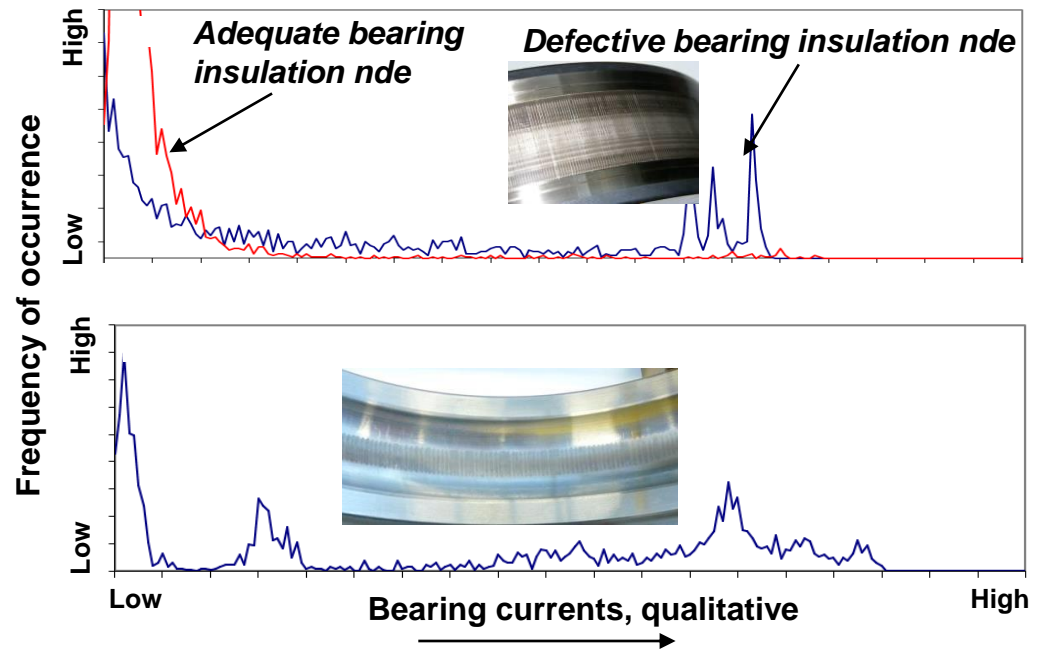 High
Low
Adequate bearing
insulation nde
Defective bearing insulation nde
Frequency of occurrence
High
Low
Low
Bearing currents, qualitative
High